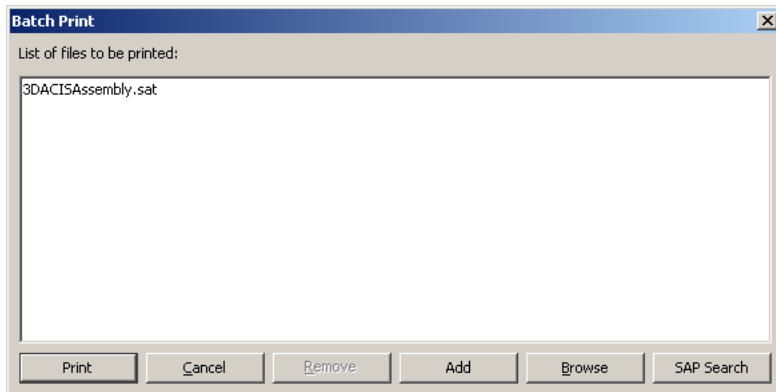 Batch Print
List of files to be printed:
3DACISAssembly.sat
Print Cancel Remove Add Browse SAP Search